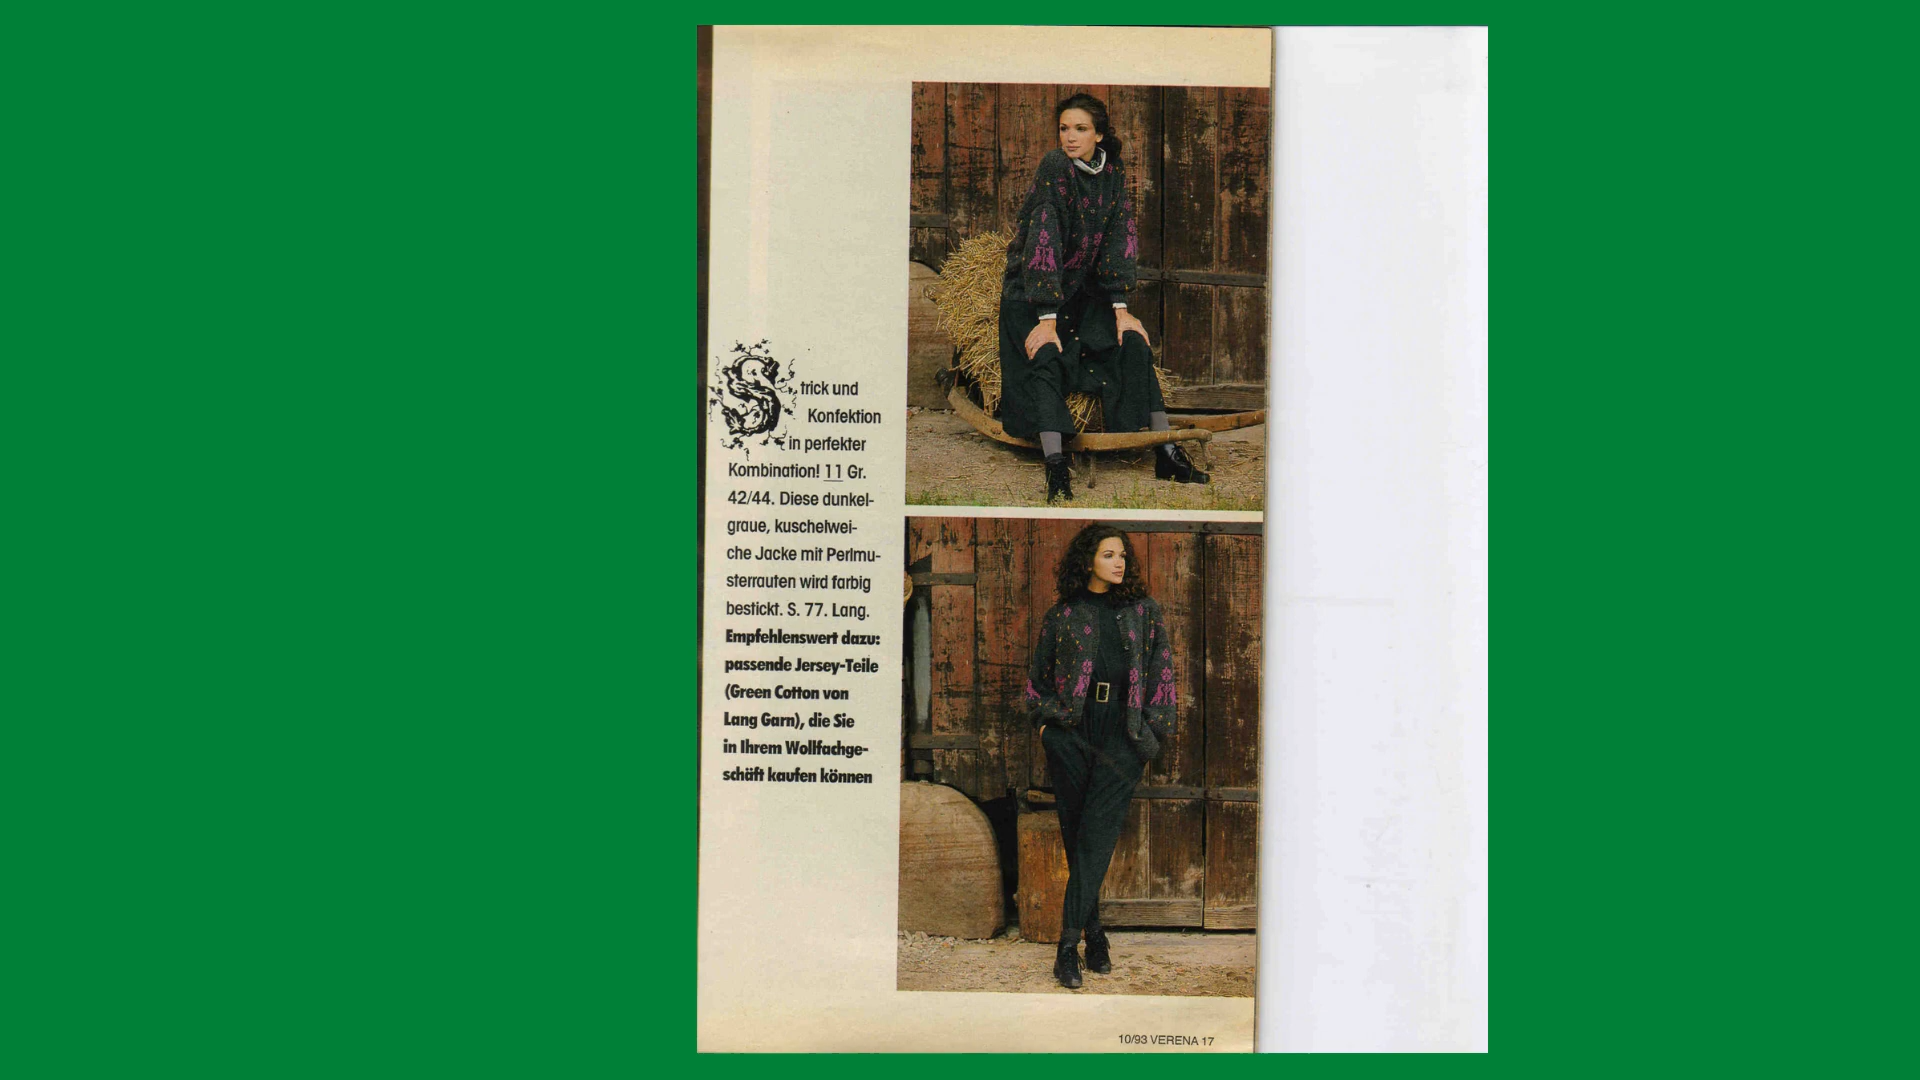 Strick und
Konfektion
in perfekter
Kombination! 11 Gr.
42/44. Diese dunkel-
graue, kuschelwei-
che Jacke mit Perlmu-
sterrauten wird farbig
bestickt. S. 77. Lang.
Empfehlenswert dazu:
passende Jersey-Teile
(Green Cotton von
Lang Garn), die Sie
in Ihrem Wollfachge-
schäft kaufen können
10/93 VERENA 17